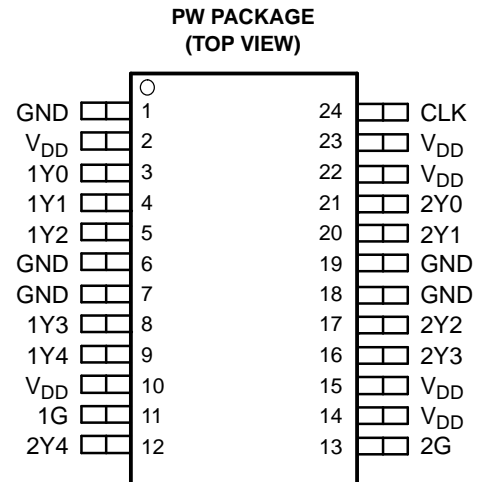 PW PACKAGE
(TOP VIEW)
GND 1 24 CLK
VDD 2 23 VDD
1Y0 3 22 VDD
1Y1 4 21 2Y0
1Y2 5 20 2Y1
GND 6 19 GND
GND 7 18 GND
1Y3 8 17 2Y2
1Y4 9 16 2Y3
VDD 10 15 VDD
1G 11 14 VDD
2Y4 12 13 2G